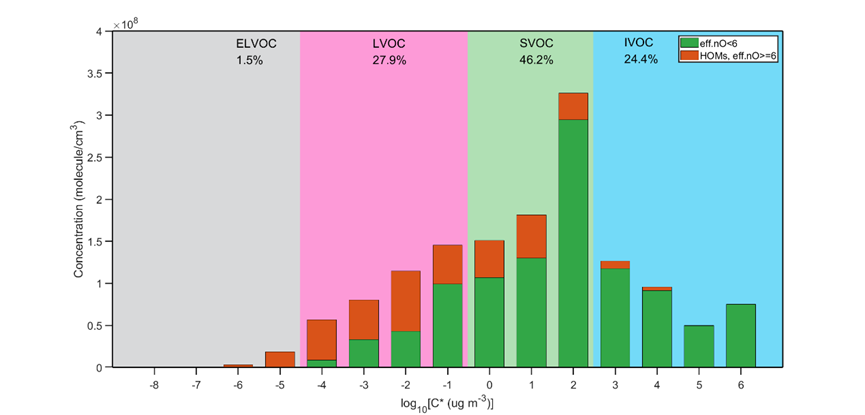 ×10⁸
ELVOC LVOC SVOC IVOC
1.5% 27.9% 46.2% 24.4%
eff.nO<6
HOMs, eff.nO>=6
Concentration (molecule/cm³)
4
3.5
3
2.5
2
1.5
1
0.5
0
-8 -7 -6 -5 -4 -3 -2 -1 0 1 2 3 4 5 6
log₁₀[C* (ug m⁻³)]